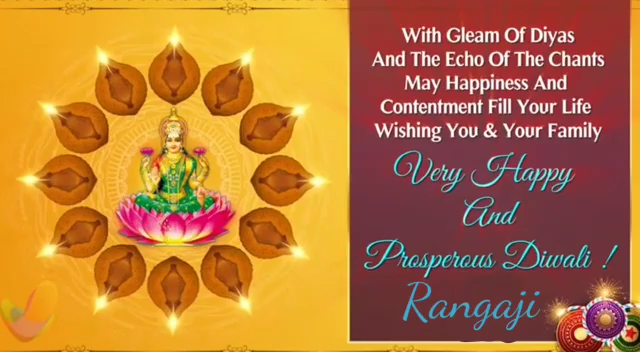 With Gleam Of Diyas
And The Echo Of The Chants
May Happiness And
Contentment Fill Your Life
Wishing You & Your Family
Very Happy
And
Prosperous Diwali !
Rangaji